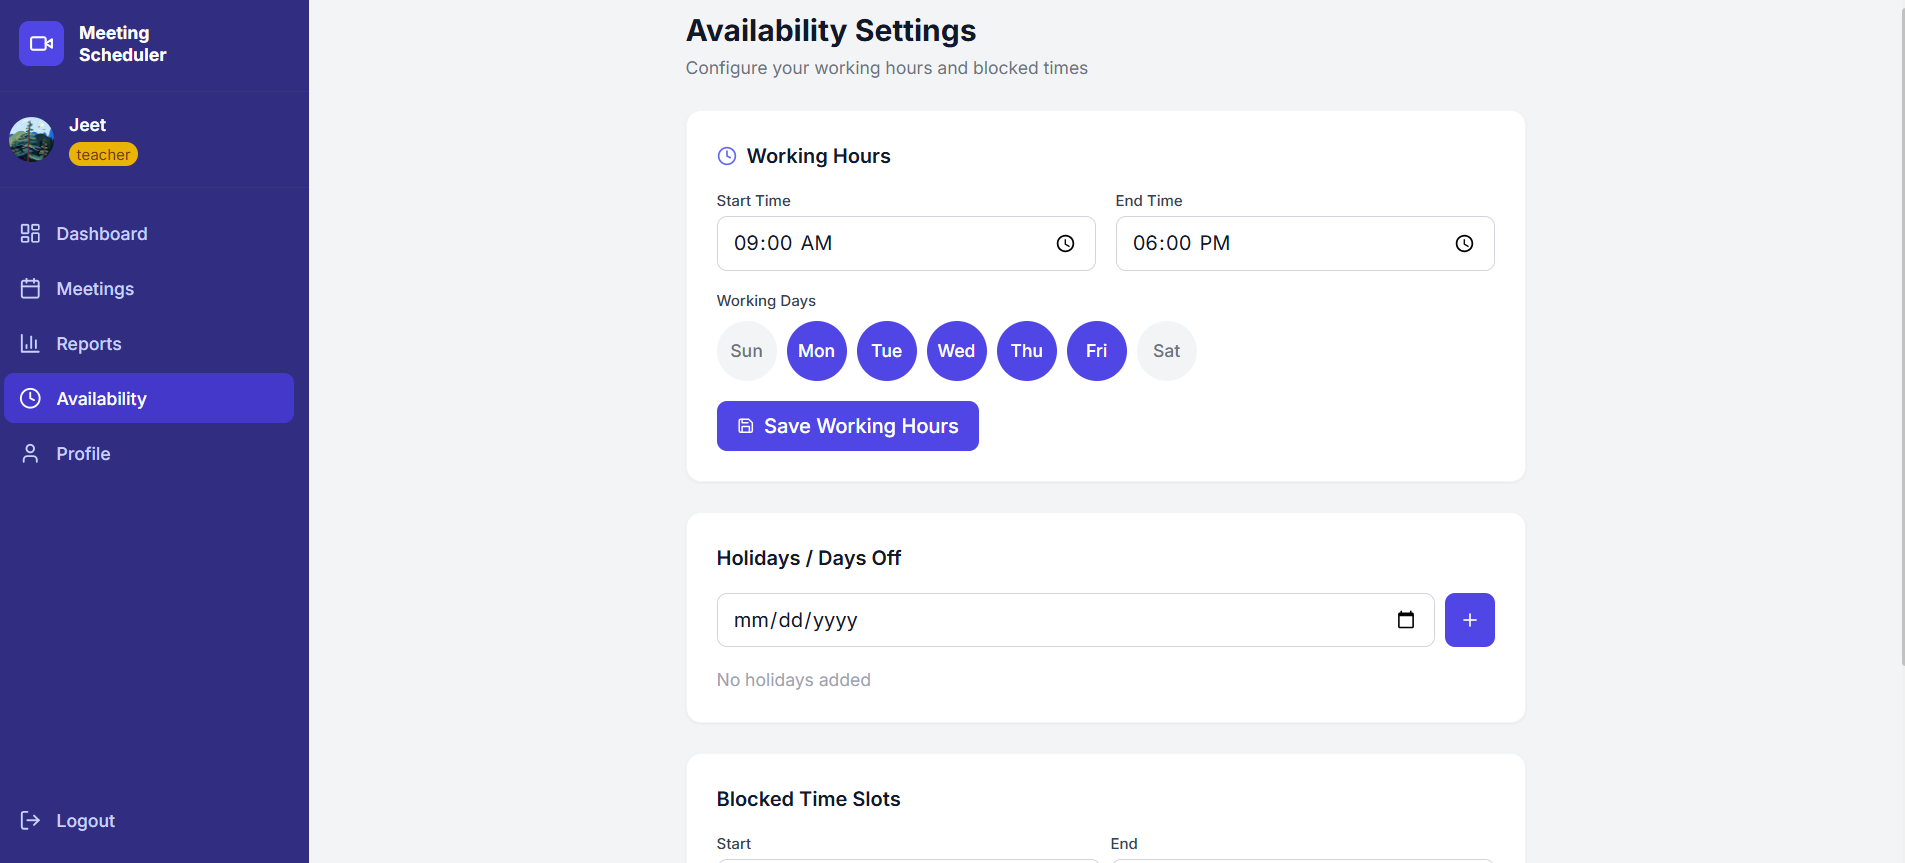 Meeting
Scheduler
Jeet
teacher
Dashboard
Meetings
Reports
Availability
Profile
Logout
Availability Settings
Configure your working hours and blocked times
Working Hours
Start Time End Time
09:00 AM 06:00 PM
Working Days
Sun Mon Tue Wed Thu Fri Sat
Save Working Hours
Holidays / Days Off
mm/dd/yyyy
No holidays added
Blocked Time Slots
Start End